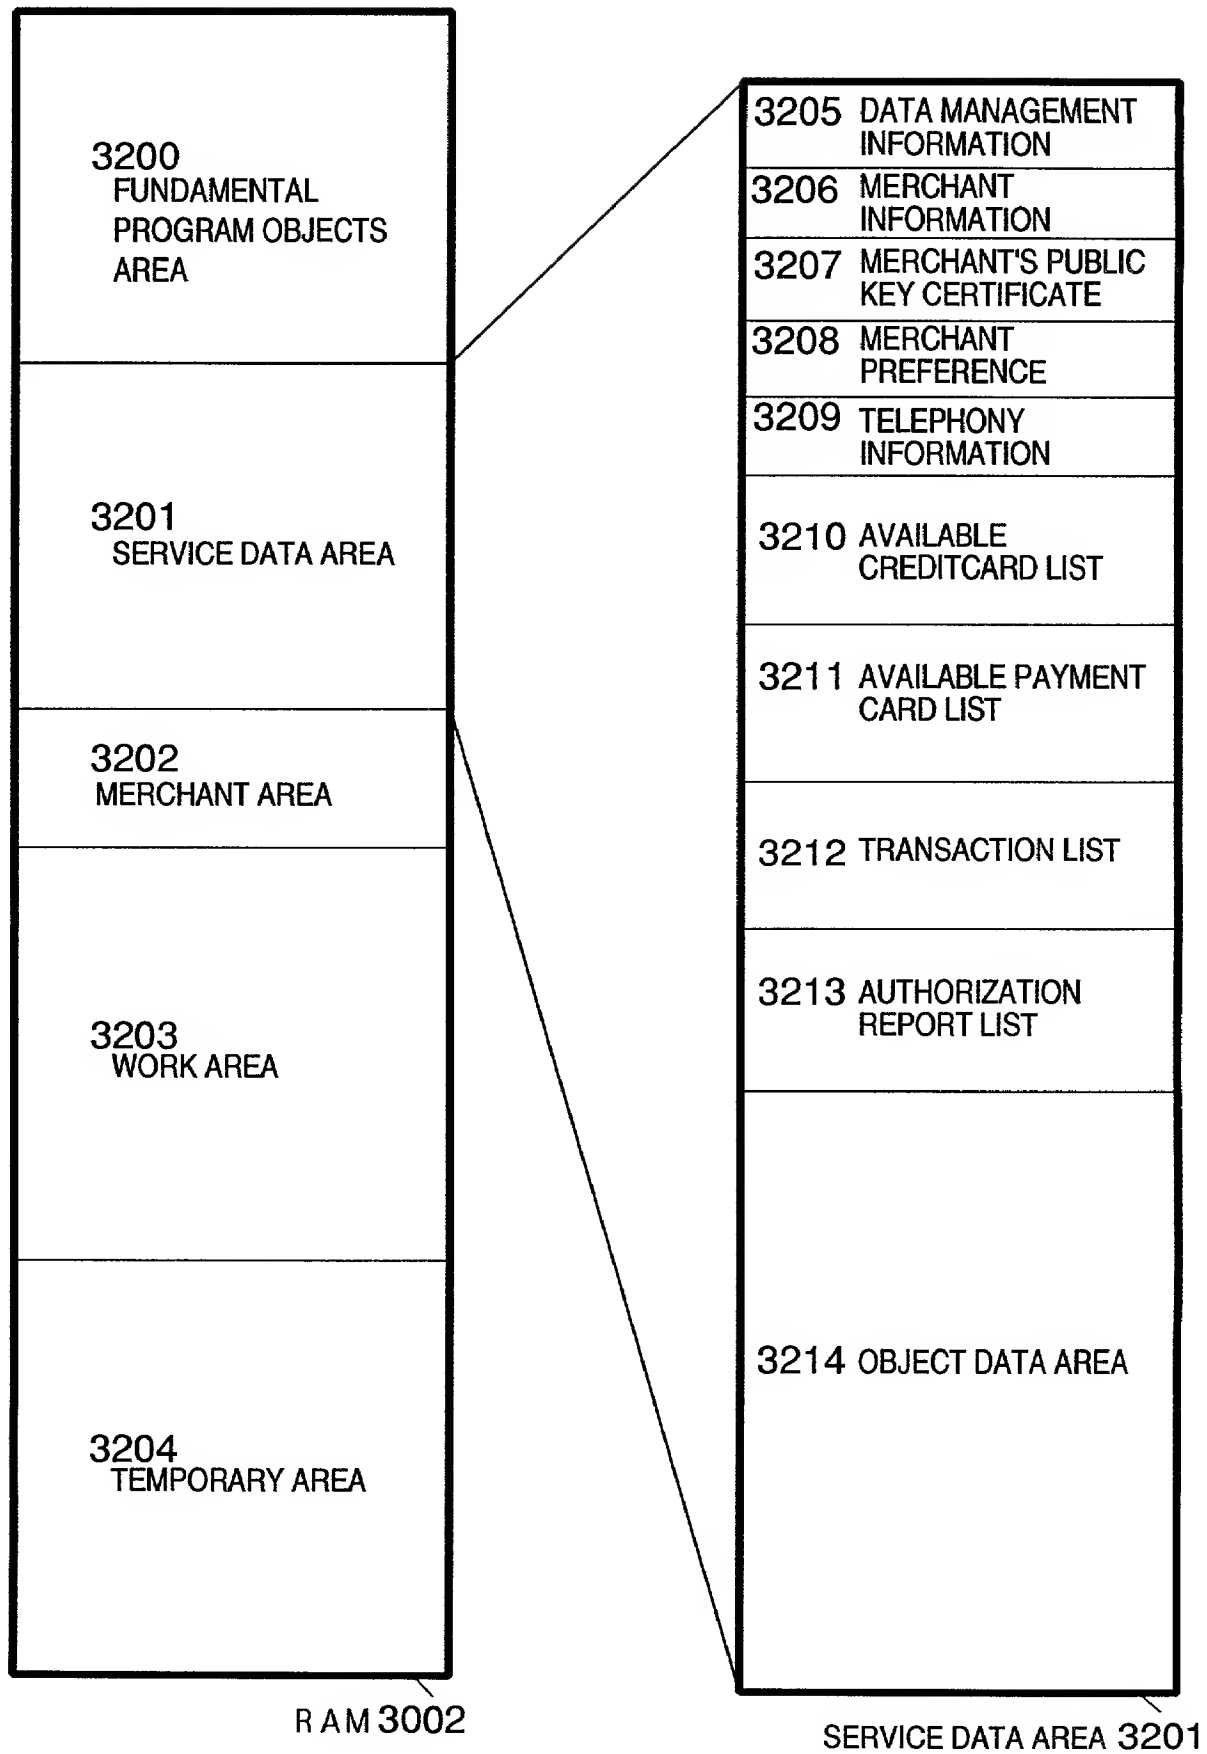 3200
FUNDAMENTAL
PROGRAM OBJECTS
AREA
3201
SERVICE DATA AREA
3202
MERCHANT AREA
3203
WORK AREA
3204
TEMPORARY AREA
RAM 3002
3205 DATA MANAGEMENT
INFORMATION
3206 MERCHANT
INFORMATION
3207 MERCHANT'S PUBLIC
KEY CERTIFICATE
3208 MERCHANT
PREFERENCE
3209 TELEPHONY
INFORMATION
3210 AVAILABLE
CREDITCARD LIST
3211 AVAILABLE PAYMENT
CARD LIST
3212 TRANSACTION LIST
3213 AUTHORIZATION
REPORT LIST
3214 OBJECT DATA AREA
SERVICE DATA AREA 3201